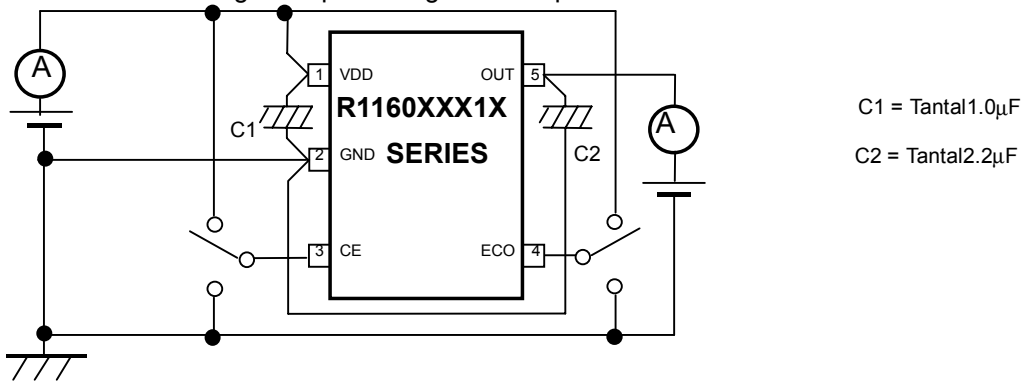 A
1 VDD
OUT 5
R1160XXX1X
C1
C2
A
2 GND
SERIES
3 CE
ECO 4
C1 = Tantal1.0μF
C2 = Tantal2.2μF